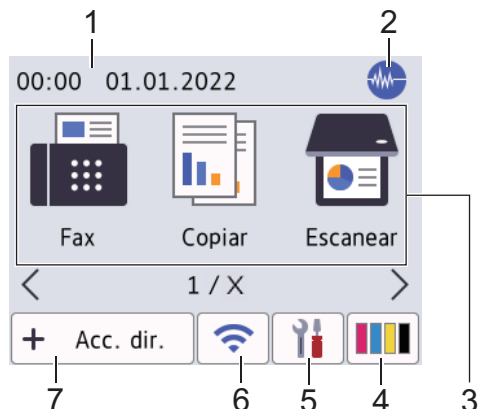 1 2
00:00 01.01.2022
Fax Copiar Escanear
< 1 / X >
+ Acc. dir.
7 6 5 4 3